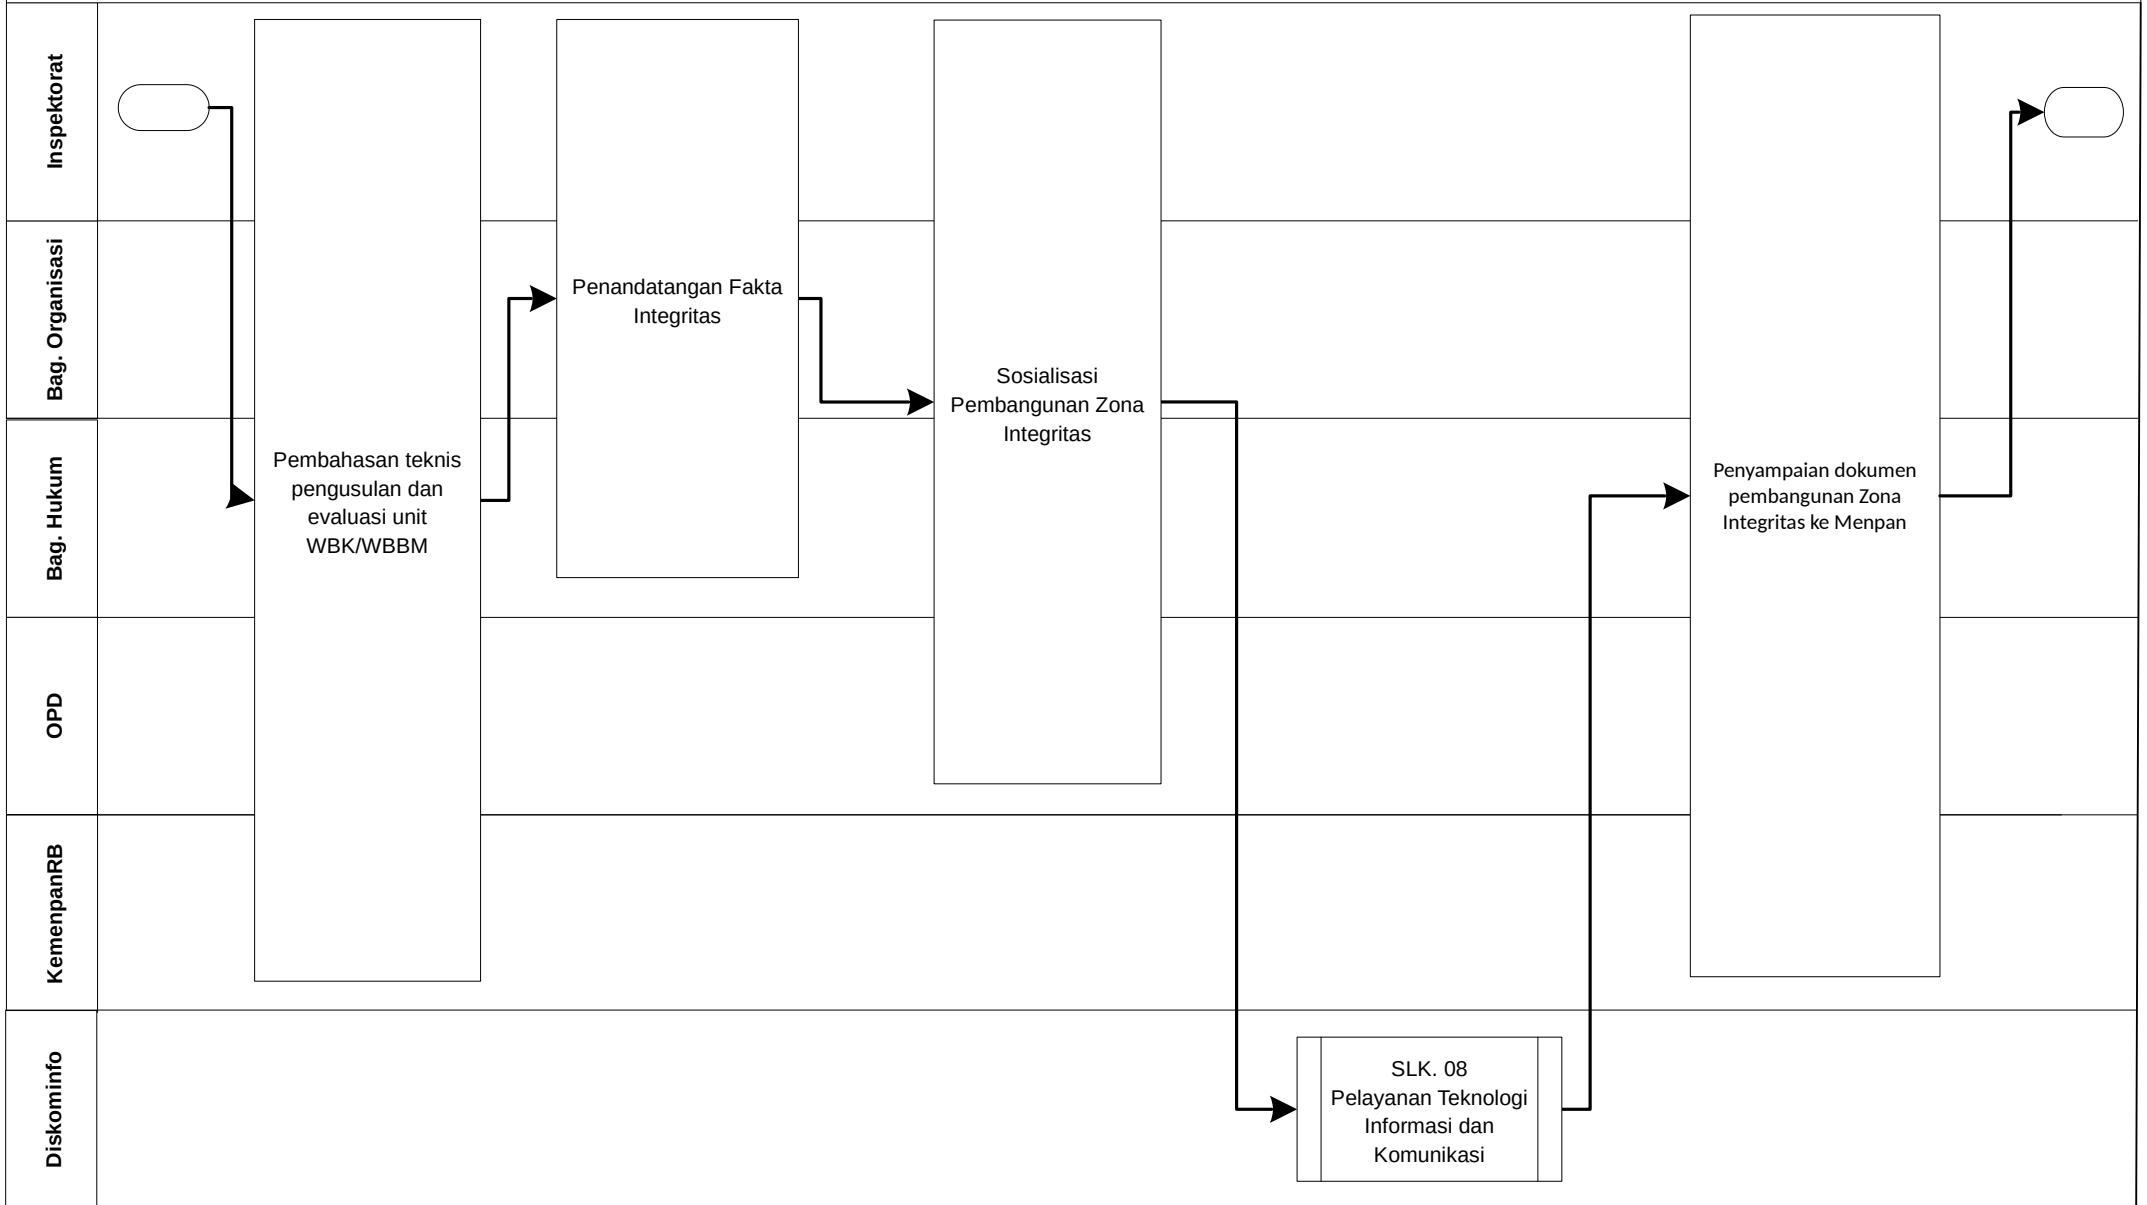 Inspektorat
Bag. Organisasi
Bag. Hukum
OPD
KemenpanRB
Diskominfo
Pembahasan teknis
pengusulan dan
evaluasi unit
WBK/WBBM
Penandatangan Fakta
Integritas
Sosialisasi
Pembangunan Zona
Integritas
SLK. 08
Pelayanan Teknologi
Informasi dan
Komunikasi
Penyampaian dokumen
pembangunan Zona
Integritas ke Menpan